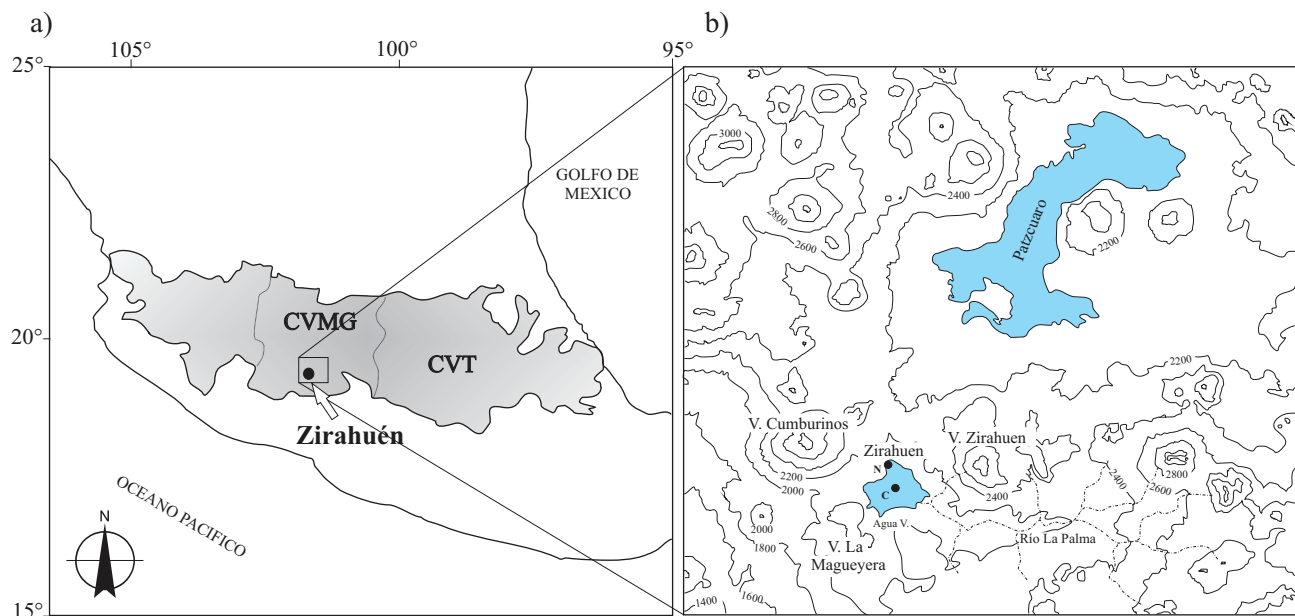 a)
105°
100°
95°
25°
20°
15°
GOLFO DE
MEXICO
CVMG
CVT
Zirahuén
OCEANO PACIFICO
N
b)
3000
2400
2800
2600
Patzcuaro
2200
2200
V. Cumburinos
Zirahuen
V. Zirahuen
N
C
2200
2000
2400
2400
2800
2600
2000
1800
Agua V.
Río La Palma
V. La
Magueyera
1400
1600